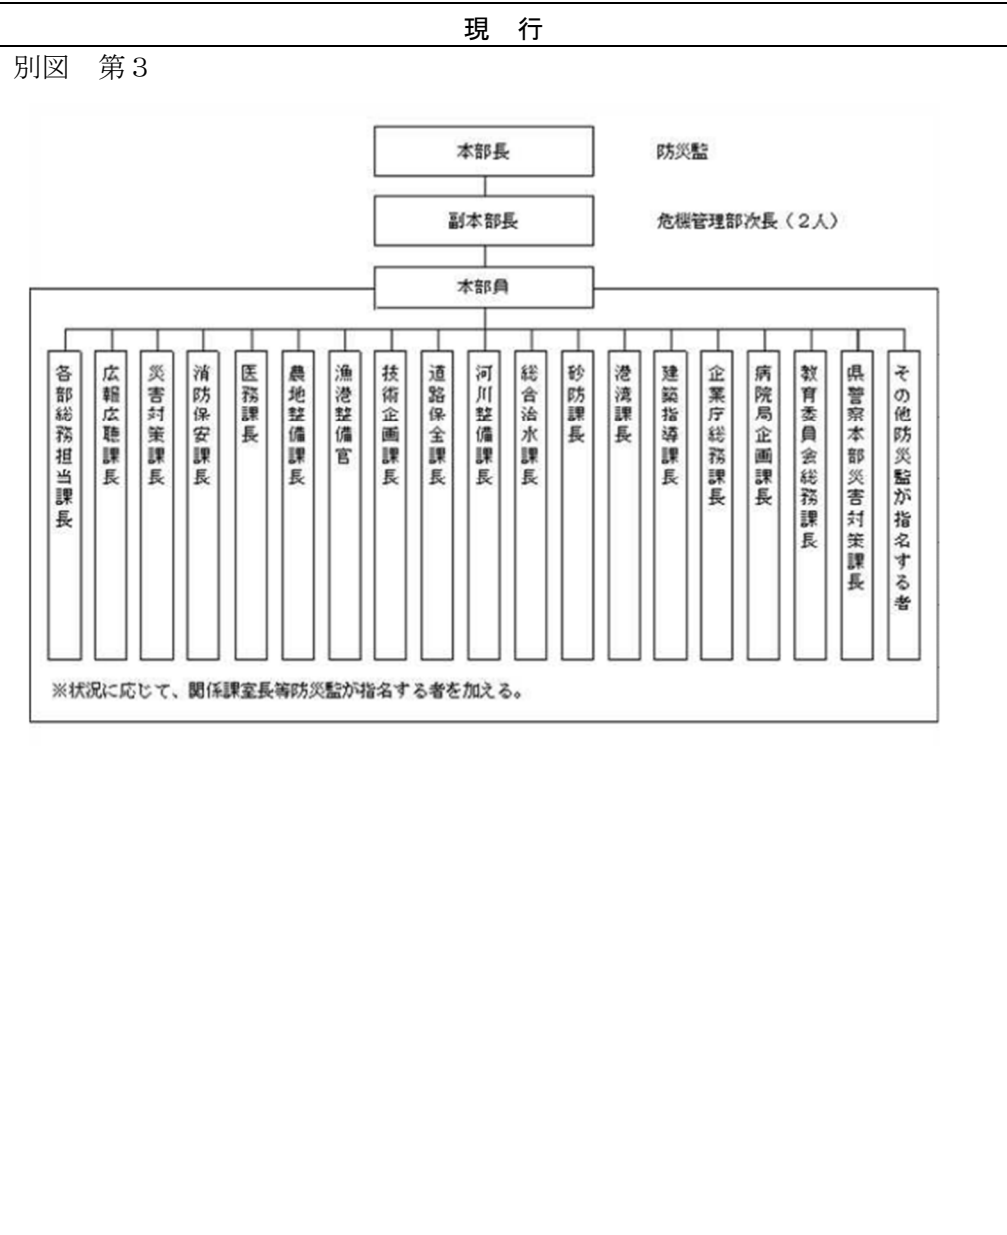 現 行
別図 第３
本部長
防災監
副本部長
危機管理部次長（２人）
本部員
各部総務担当課長
広報広聴課長
災害対策課長
消防保安課長
医務課長
農地整備課長
漁港整備官
技術企画課長
道路保全課長
河川整備課長
総合治水課長
砂防課長
港湾課長
建築指導課長
企業庁総務課長
病院局企画課長
教育委員会総務課長
県警察本部災害対策課長
その他防災監が指名する者
※状況に応じて、関係課室長等防災監が指名する者を加える。